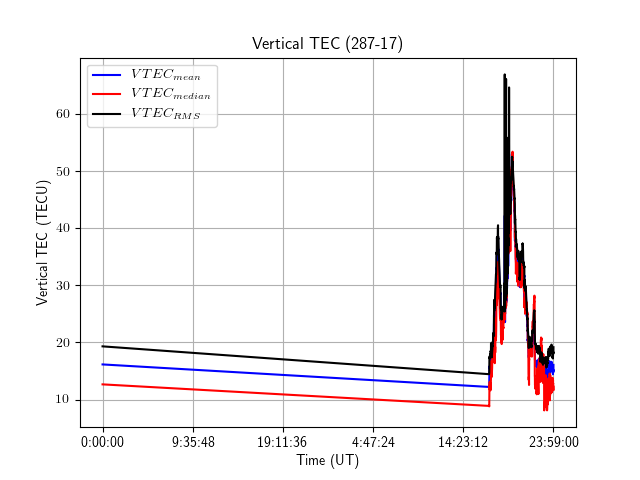 Vertical TEC (287-17)
VTEC_mean
VTEC_median
VTEC_RMS
Vertical TEC (TECU)
60
50
40
30
20
10
0:00:00 9:35:48 19:11:36 4:47:24 14:23:12 23:59:00
Time (UT)